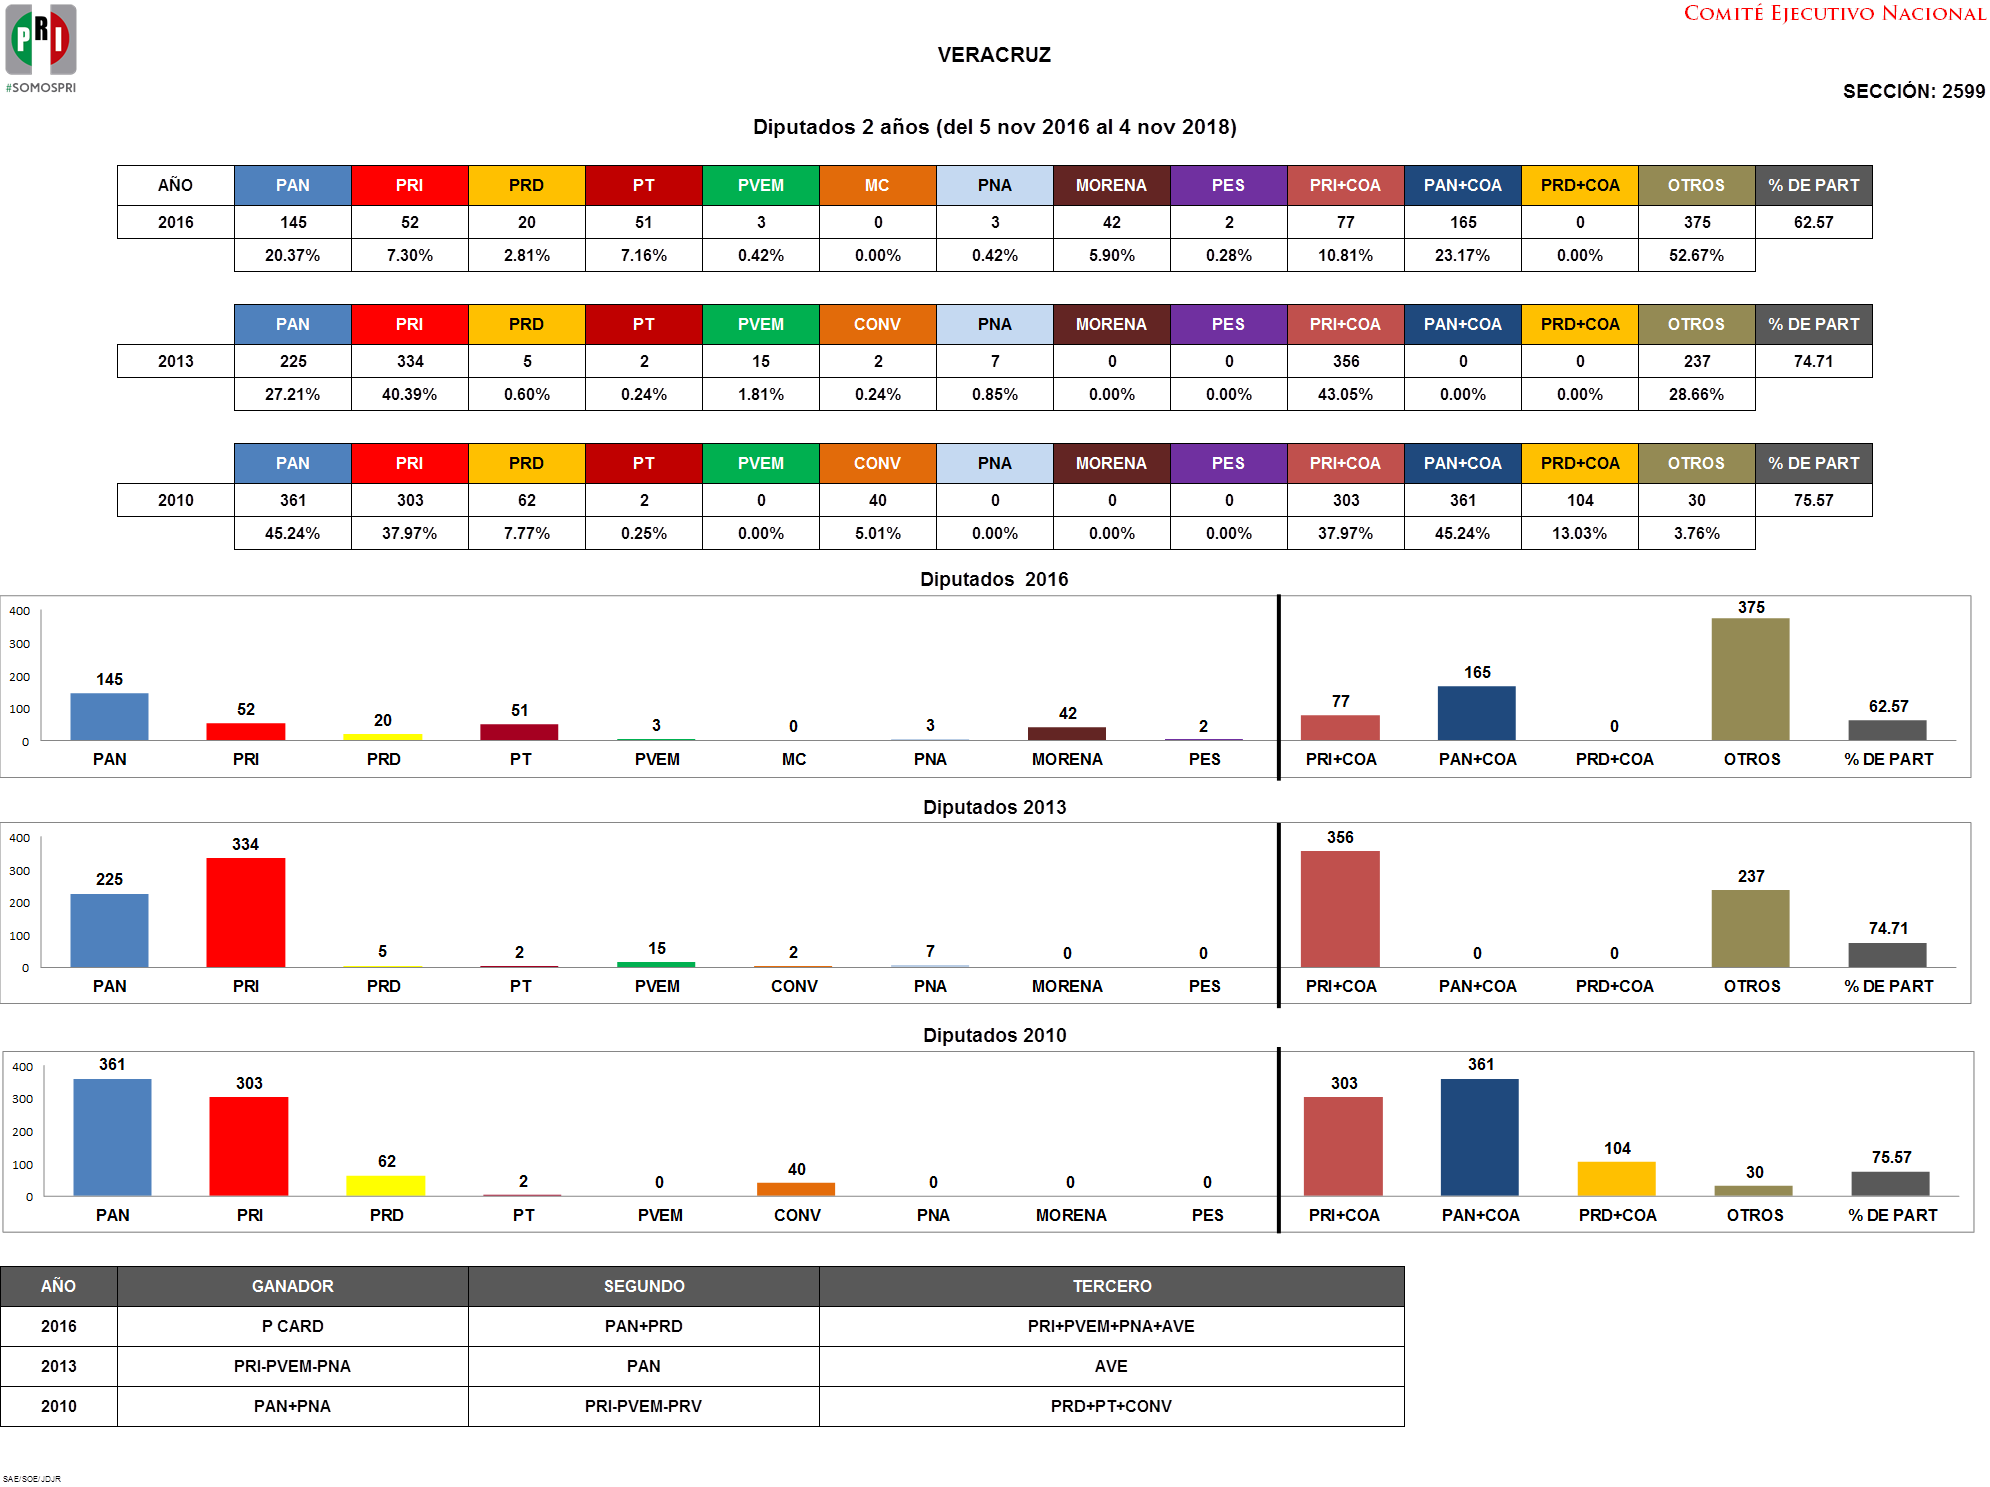 PRI
#SOMOSPRI
COMITÉ EJECUTIVO NACIONAL
VERACRUZ
SECCIÓN: 2599
Diputados 2 años (del 5 nov 2016 al 4 nov 2018)
AÑO PAN PRI PRD PT PVEM MC PNA MORENA PES PRI+COA PAN+COA PRD+COA OTROS % DE PART
2016 145 52 20 51 3 0 3 42 2 77 165 0 375 62.57
20.37% 7.30% 2.81% 7.16% 0.42% 0.00% 0.42% 5.90% 0.28% 10.81% 23.17% 0.00% 52.67%
PAN PRI PRD PT PVEM CONV PNA MORENA PES PRI+COA PAN+COA PRD+COA OTROS % DE PART
2013 225 334 5 2 15 2 7 0 0 356 0 0 237 74.71
27.21% 40.39% 0.60% 0.24% 1.81% 0.24% 0.85% 0.00% 0.00% 43.05% 0.00% 0.00% 28.66%
PAN PRI PRD PT PVEM CONV PNA MORENA PES PRI+COA PAN+COA PRD+COA OTROS % DE PART
2010 361 303 62 2 0 40 0 0 0 303 361 104 30 75.57
45.24% 37.97% 7.77% 0.25% 0.00% 5.01% 0.00% 0.00% 0.00% 37.97% 45.24% 13.03% 3.76%
Diputados 2016
400
300
200
100
0
145 52 20 51 3 0 3 42 2 77 165 0 375 62.57
PAN PRI PRD PT PVEM MC PNA MORENA PES PRI+COA PAN+COA PRD+COA OTROS % DE PART
Diputados 2013
400
300
200
100
0
225 334 5 2 15 2 7 0 0 356 0 0 237 74.71
PAN PRI PRD PT PVEM CONV PNA MORENA PES PRI+COA PAN+COA PRD+COA OTROS % DE PART
Diputados 2010
400
300
200
100
0
361 303 62 2 0 40 0 0 0 303 361 104 30 75.57
PAN PRI PRD PT PVEM CONV PNA MORENA PES PRI+COA PAN+COA PRD+COA OTROS % DE PART
AÑO GANADOR SEGUNDO TERCERO
2016 P CARD PAN+PRD PRI+PVEM+PNA+AVE
2013 PRI-PVEM-PNA PAN AVE
2010 PAN+PNA PRI-PVEM-PRV PRD+PT+CONV
SAE/SOE/JDJR